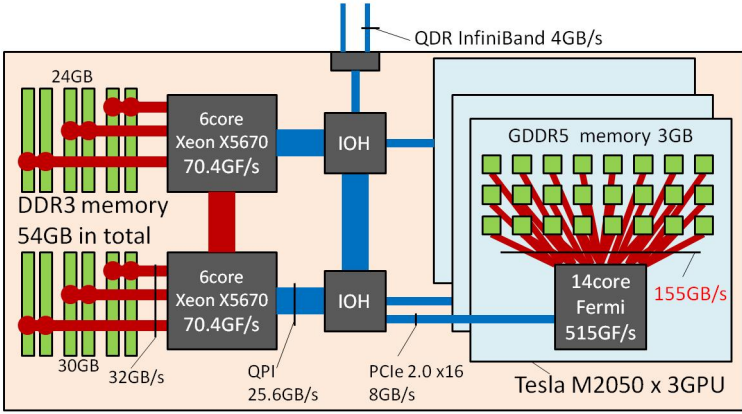 QDR InfiniBand 4GB/s
24GB
6core
Xeon X5670
70.4GF/s
IOH
GDDR5 memory 3GB
DDR3 memory
54GB in total
6core
Xeon X5670
70.4GF/s
IOH
14core
Fermi
515GF/s
155GB/s
30GB
32GB/s
QPI
25.6GB/s
PCIe 2.0 x16
8GB/s
Tesla M2050 x 3GPU